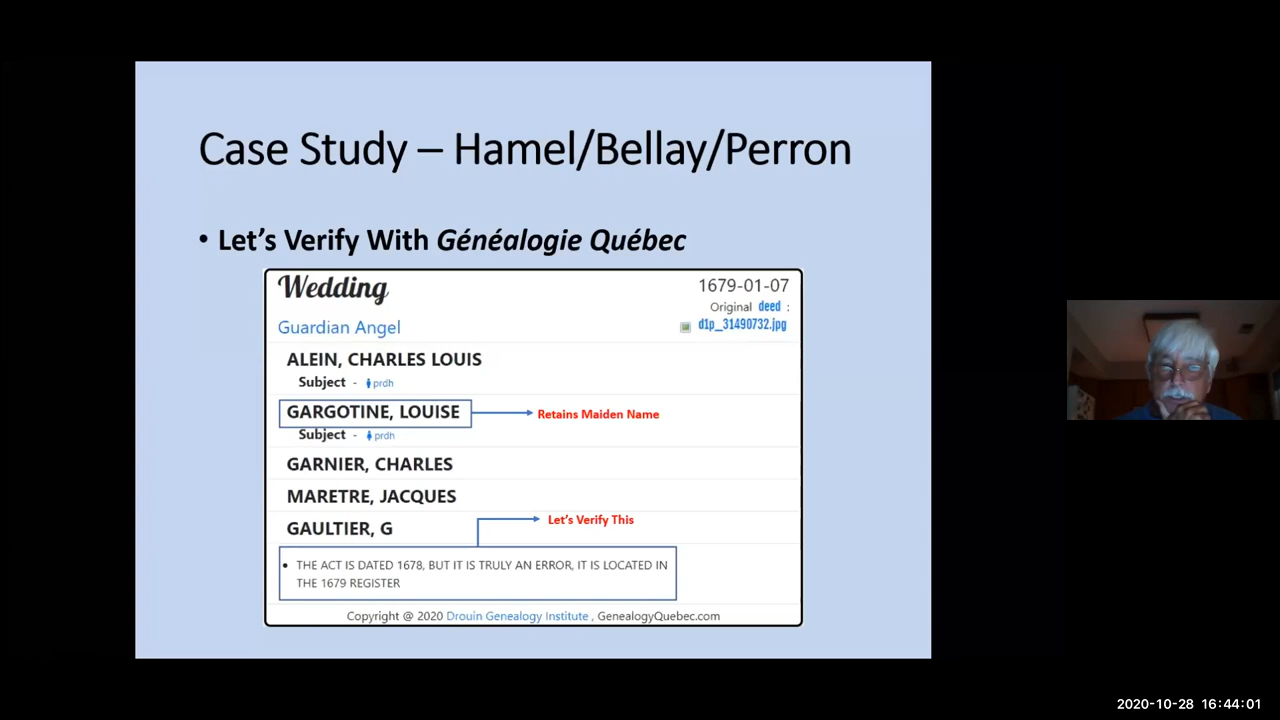 Case Study – Hamel/Bellay/Perron
• Let's Verify With Généalogie Québec
Wedding
1679-01-07
Original deed :
d1p_31490732.jpg
Guardian Angel
ALEIN, CHARLES LOUIS
Subject - prdh
GARGOTINE, LOUISE
Retains Maiden Name
Subject - prdh
GARNIER, CHARLES
MARETRE, JACQUES
GAULTIER, G
Let's Verify This
• THE ACT IS DATED 1678, BUT IT IS TRULY AN ERROR, IT IS LOCATED IN
THE 1679 REGISTER
Copyright @ 2020 Drouin Genealogy Institute , GenealogyQuebec.com
2020-10-28 16:44:01